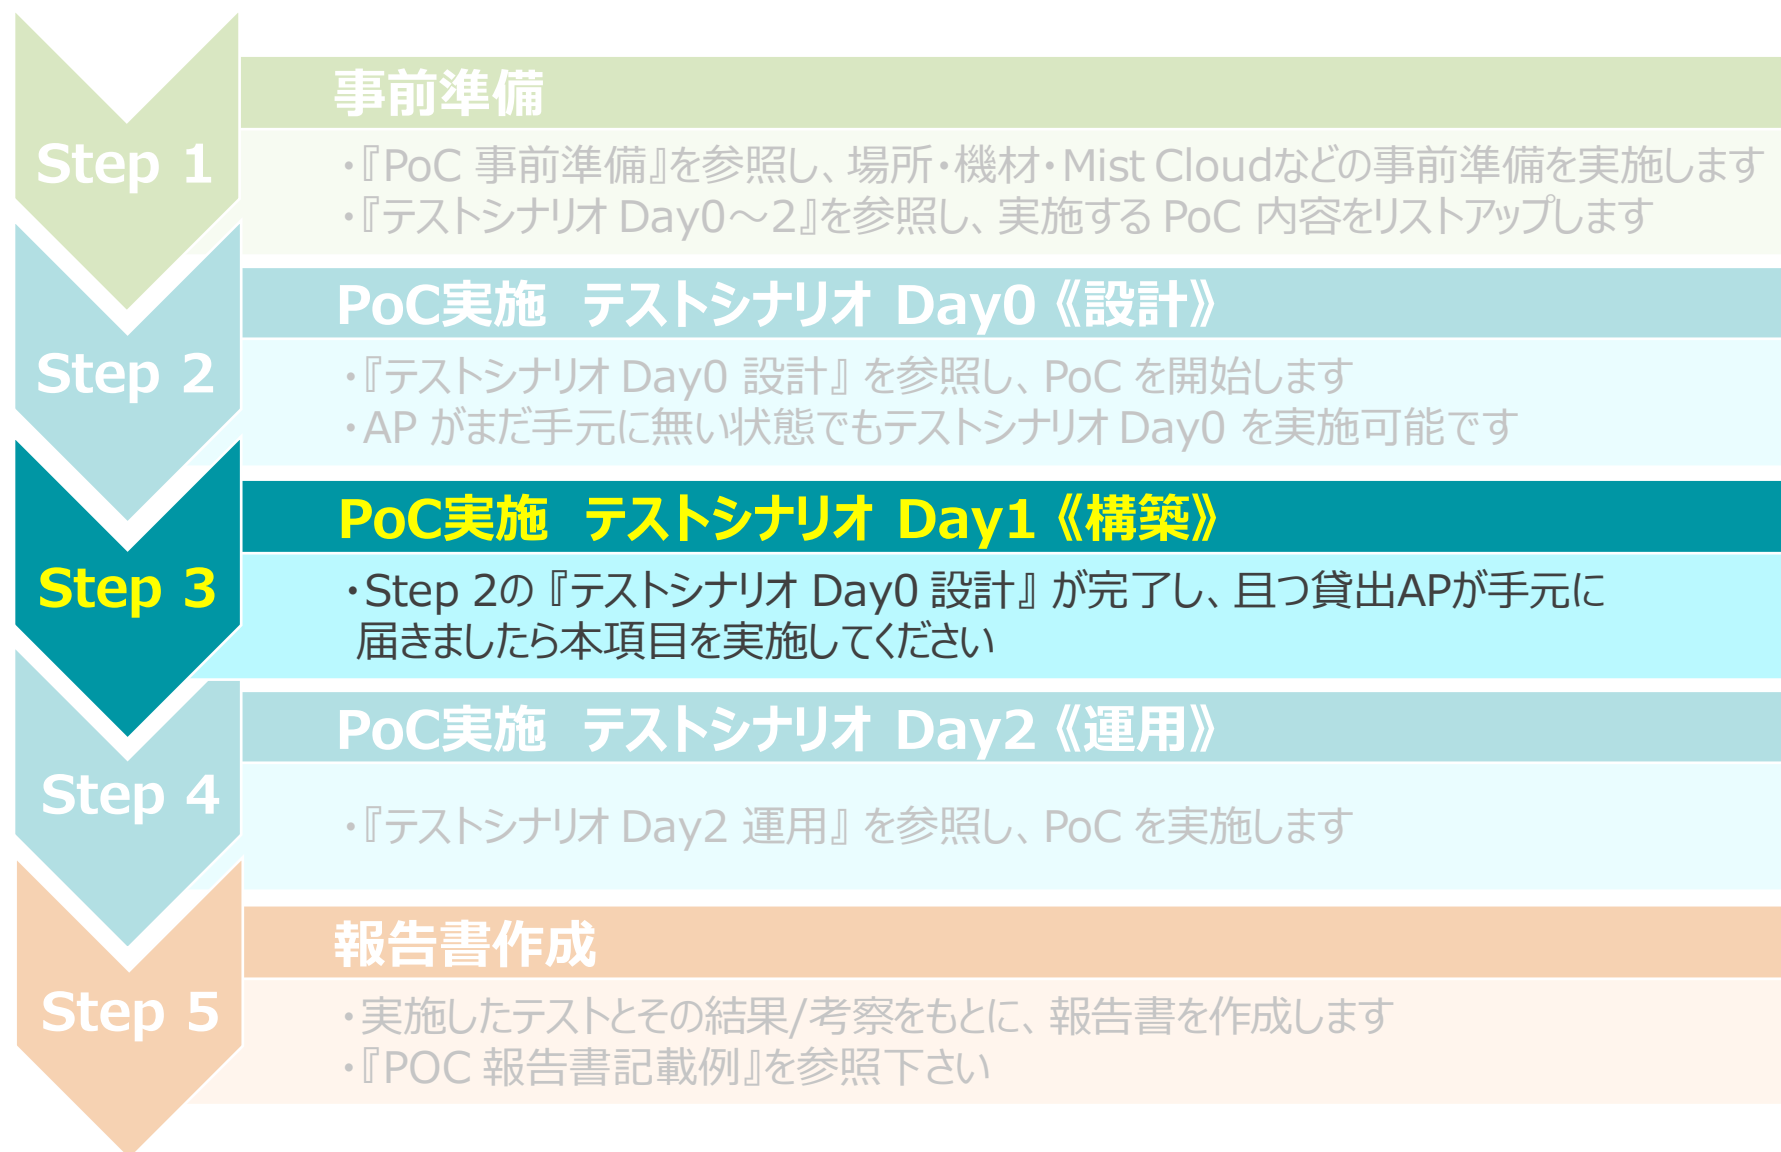 事前準備
Step 1
・『PoC 事前準備』を参照し、場所・機材・Mist Cloudなどの事前準備を実施します
・『テストシナリオ Day0～2』を参照し、実施する PoC 内容をリストアップします
PoC実施　テストシナリオ Day0《設計》
Step 2
・『テストシナリオ Day0 設計』 を参照し、PoC を開始します
・AP がまだ手元に無い状態でもテストシナリオ Day0 を実施可能です
PoC実施　テストシナリオ Day1《構築》
Step 3
・Step 2の『テストシナリオ Day0 設計』 が完了し、且つ貸出APが手元に
届きましたら本項目を実施してください
PoC実施　テストシナリオ Day2《運用》
Step 4
・『テストシナリオ Day2 運用』 を参照し、PoC を実施します
報告書作成
Step 5
・実施したテストとその結果/考察をもとに、報告書を作成します
・『POC 報告書記載例』を参照下さい